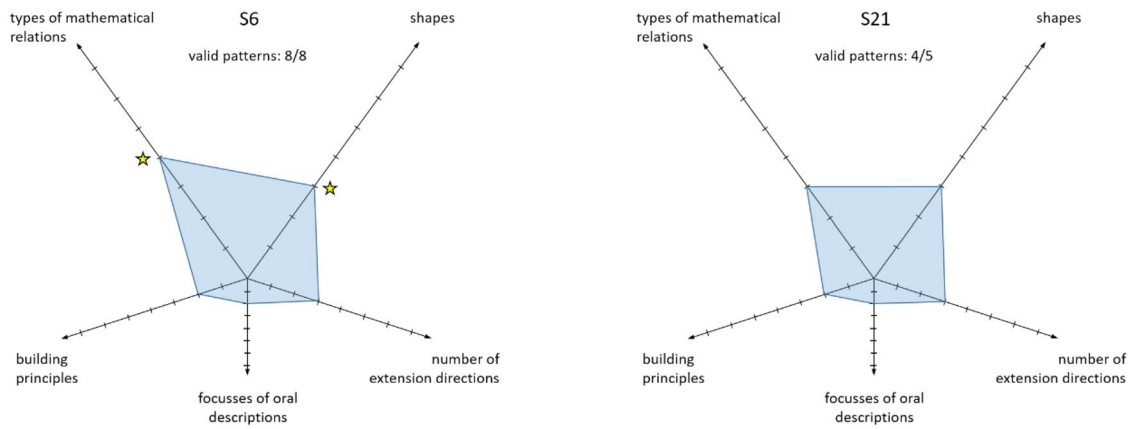 types of mathematical
relations
S6
shapes
valid patterns: 8/8
building
principles
number of
extension directions
focusses of oral
descriptions
types of mathematical
relations
S21
shapes
valid patterns: 4/5
building
principles
number of
extension directions
focusses of oral
descriptions